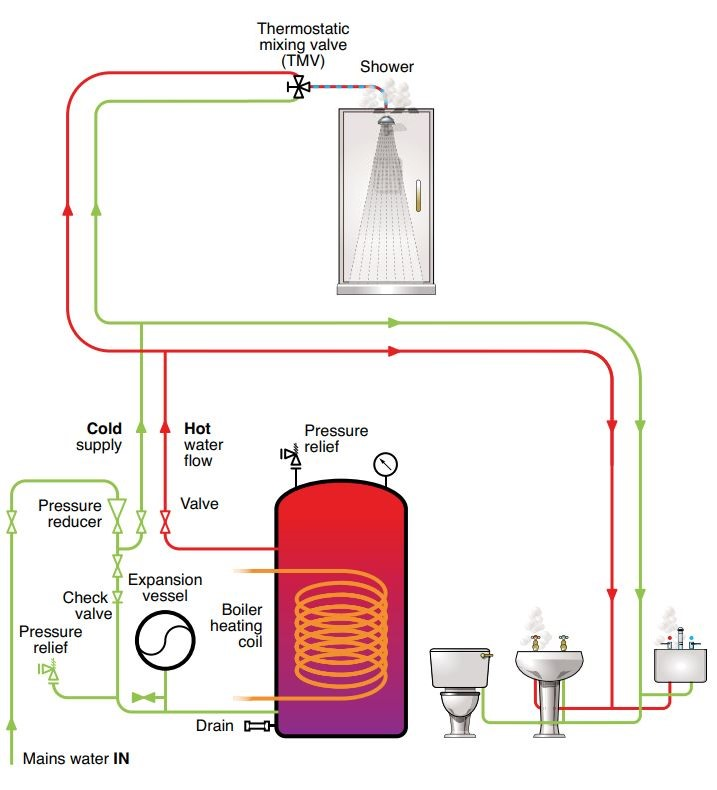 Thermostatic
mixing valve
(TMV)
Shower
Cold
supply
Hot
water
flow
Pressure
relief
Pressure
reducer
Valve
Check
valve
Expansion
vessel
Boiler
heating
coil
Pressure
relief
Drain
Mains water IN